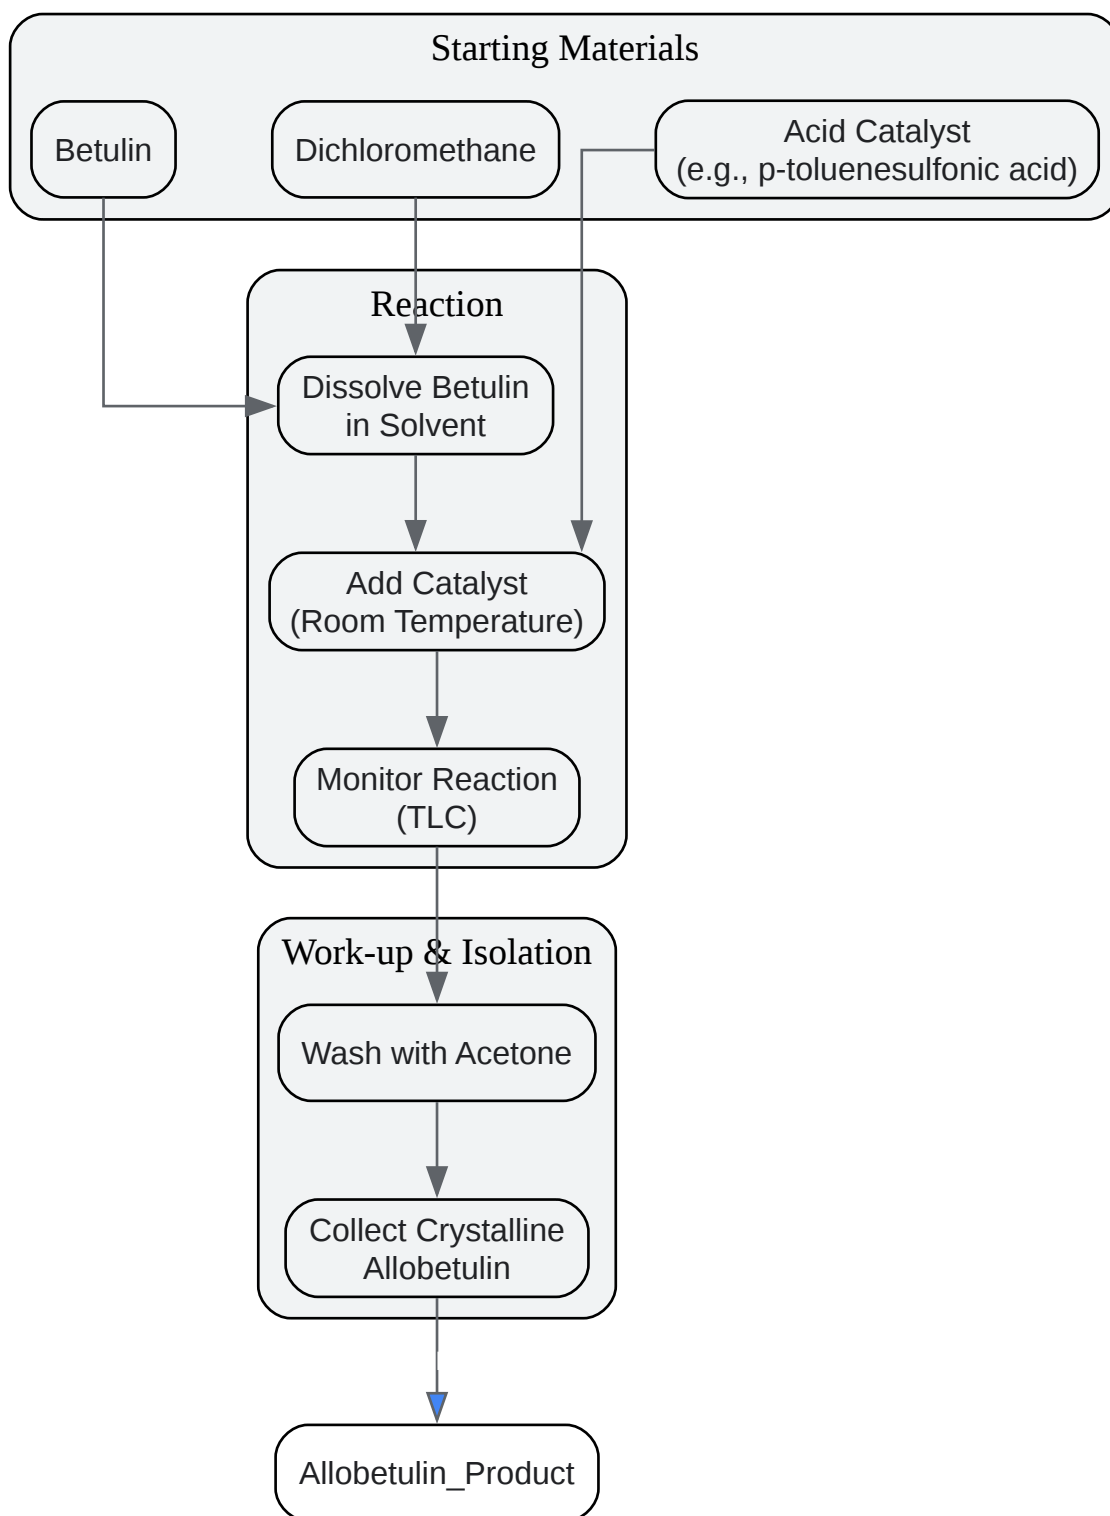 Starting Materials
Betulin
Dichloromethane
Acid Catalyst
(e.g., p-toluenesulfonic acid)
Reaction
Dissolve Betulin
in Solvent
Add Catalyst
(Room Temperature)
Monitor Reaction
(TLC)
Work-up & Isolation
Wash with Acetone
Collect Crystalline
Allobetulin
Allobetulin_Product